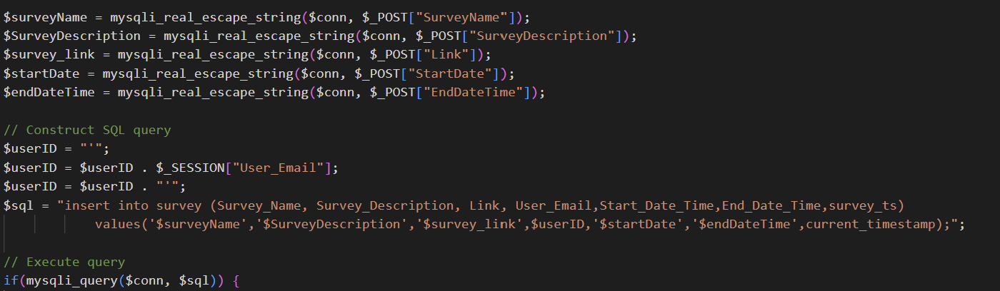 $surveyName = mysqli_real_escape_string($conn, $_POST["SurveyName"]);
$SurveyDescription = mysqli_real_escape_string($conn, $_POST["SurveyDescription"]);
$survey_link = mysqli_real_escape_string($conn, $_POST["Link"]);
$startDate = mysqli_real_escape_string($conn, $_POST["StartDate"]);
$endDateTime = mysqli_real_escape_string($conn, $_POST["EndDateTime"]);
// Construct SQL query
$userID = "'";
$userID = $userID . $_SESSION["User_Email"];
$userID = $userID . "'";
$sql = "insert into survey (Survey_Name, Survey_Description, Link, User_Email,Start_Date_Time,End_Date_Time,survey_ts)
values('$surveyName','$SurveyDescription','$survey_link',$userID,'$startDate','$endDateTime',current_timestamp);";
// Execute query
if(mysqli_query($conn, $sql)) {